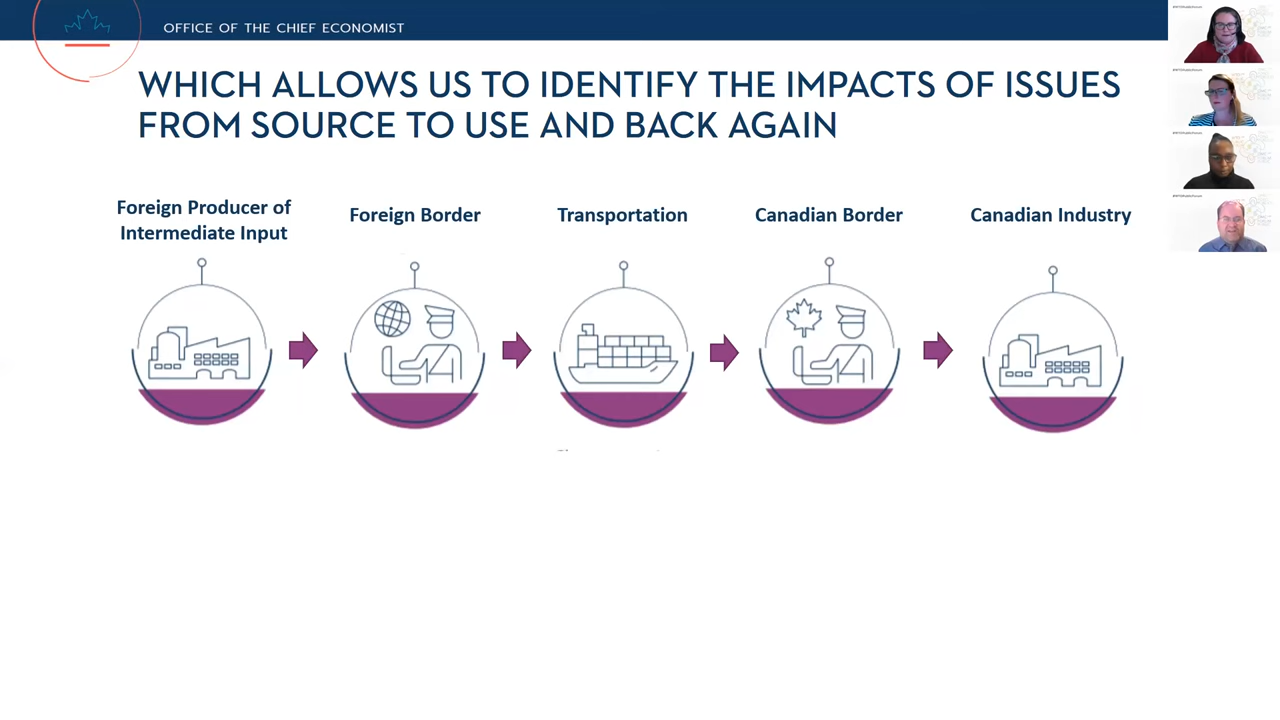 OFFICE OF THE CHIEF ECONOMIST
WHICH ALLOWS US TO IDENTIFY THE IMPACTS OF ISSUES
FROM SOURCE TO USE AND BACK AGAIN
Foreign Producer of
Intermediate Input
Foreign Border
Transportation
Canadian Border
Canadian Industry